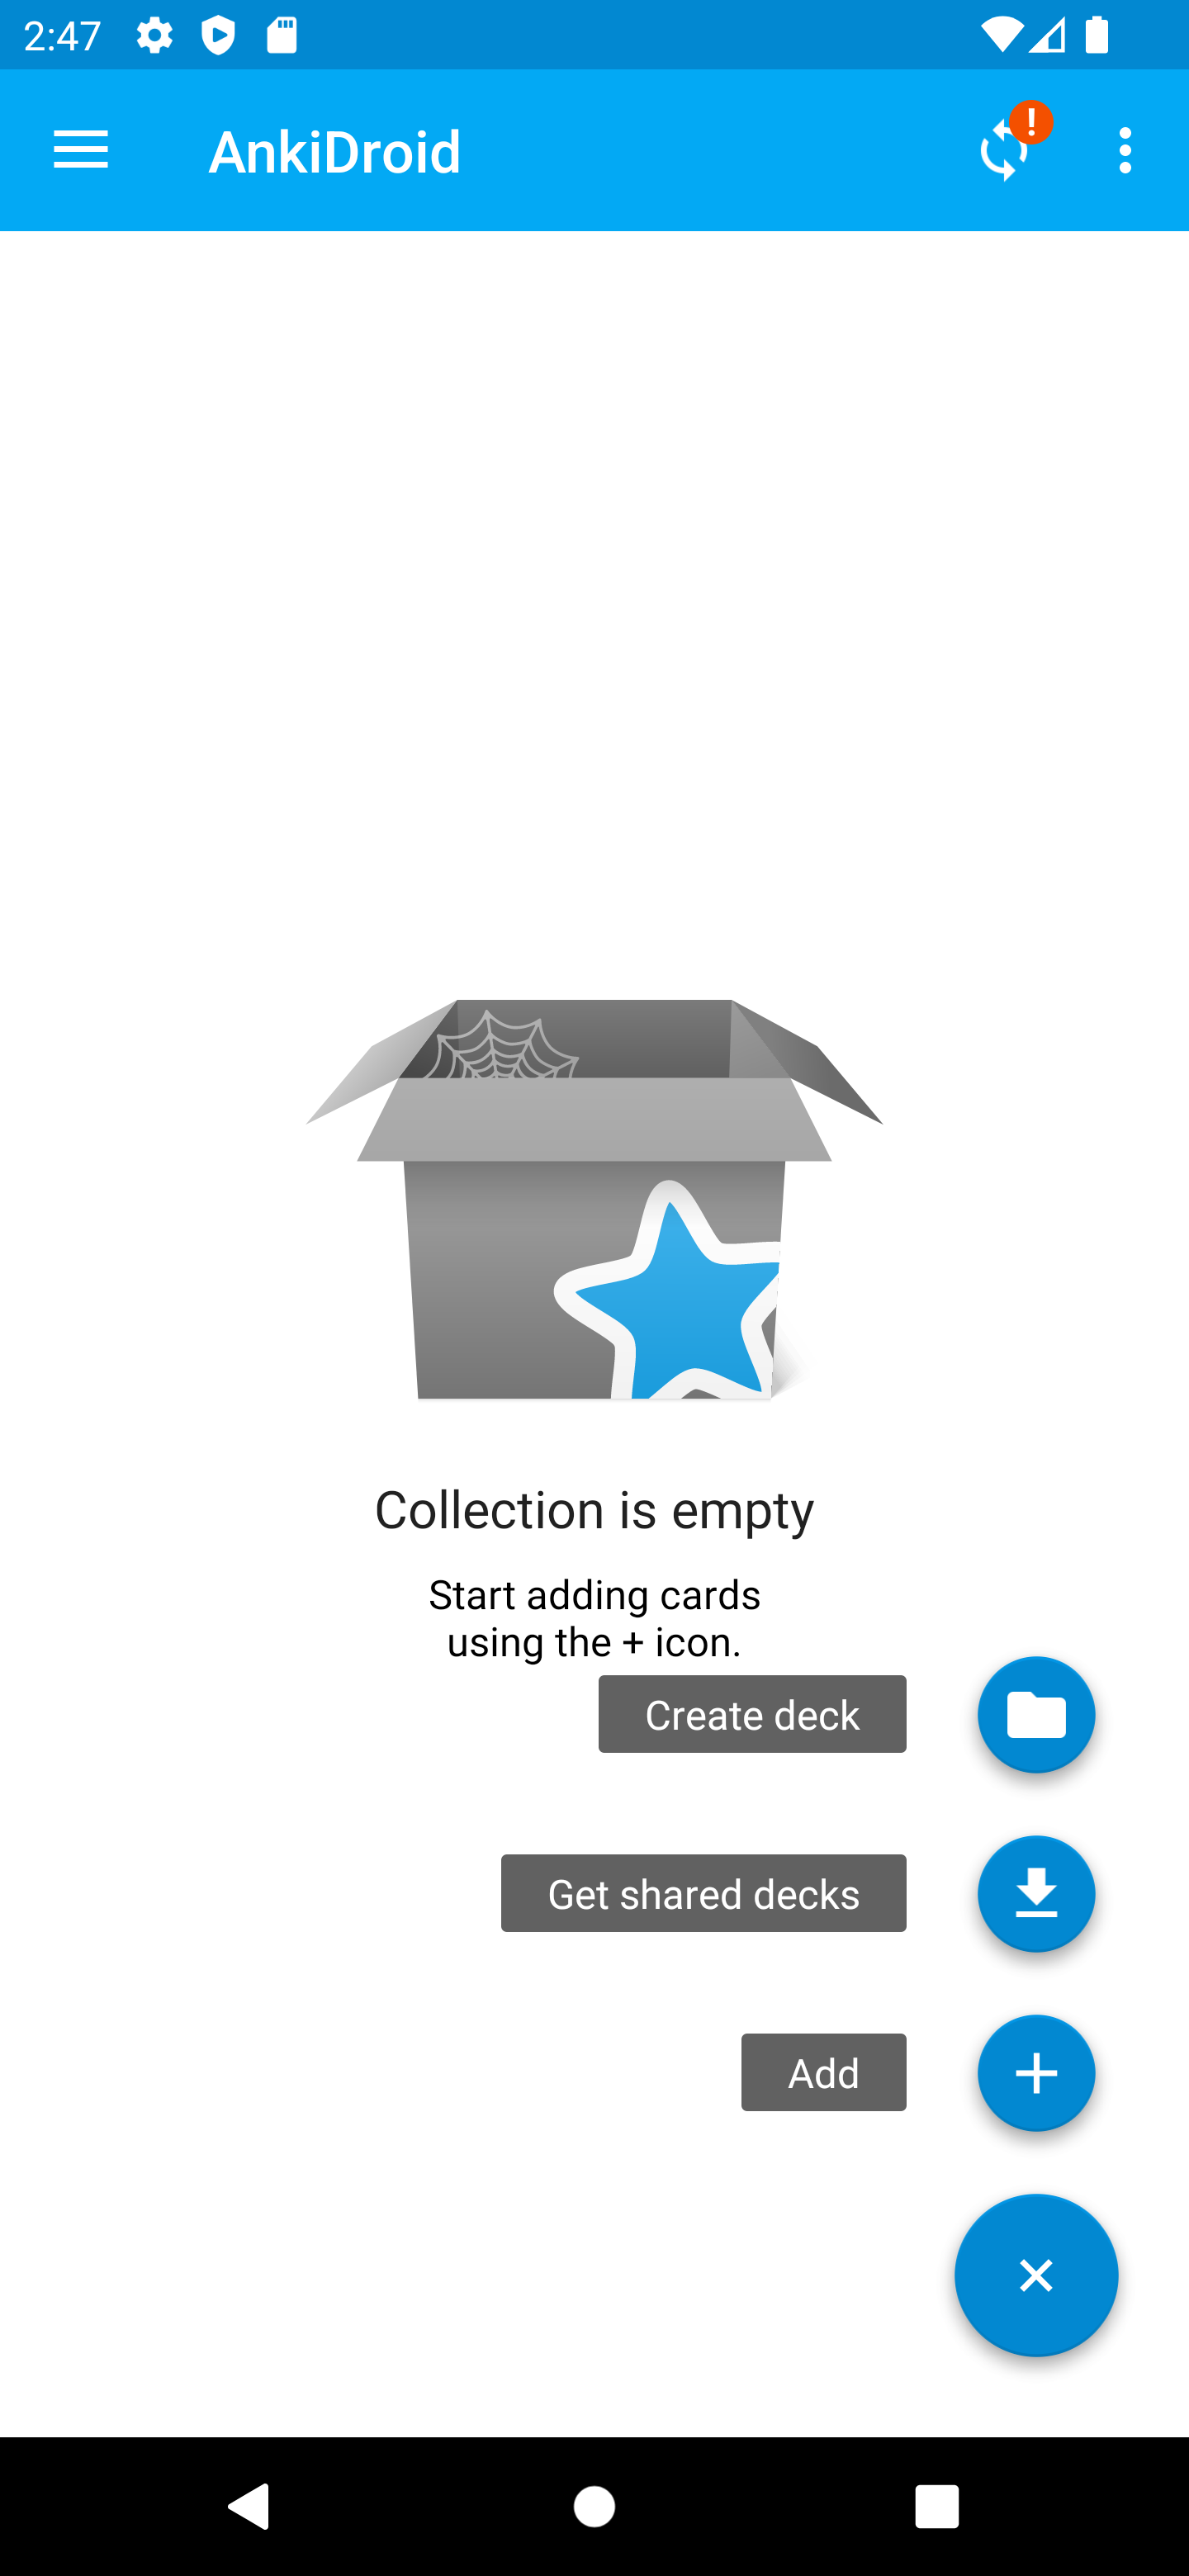 2:47
AnkiDroid
!
Collection is empty
Start adding cards
using the + icon.
Create deck
Get shared decks
Add